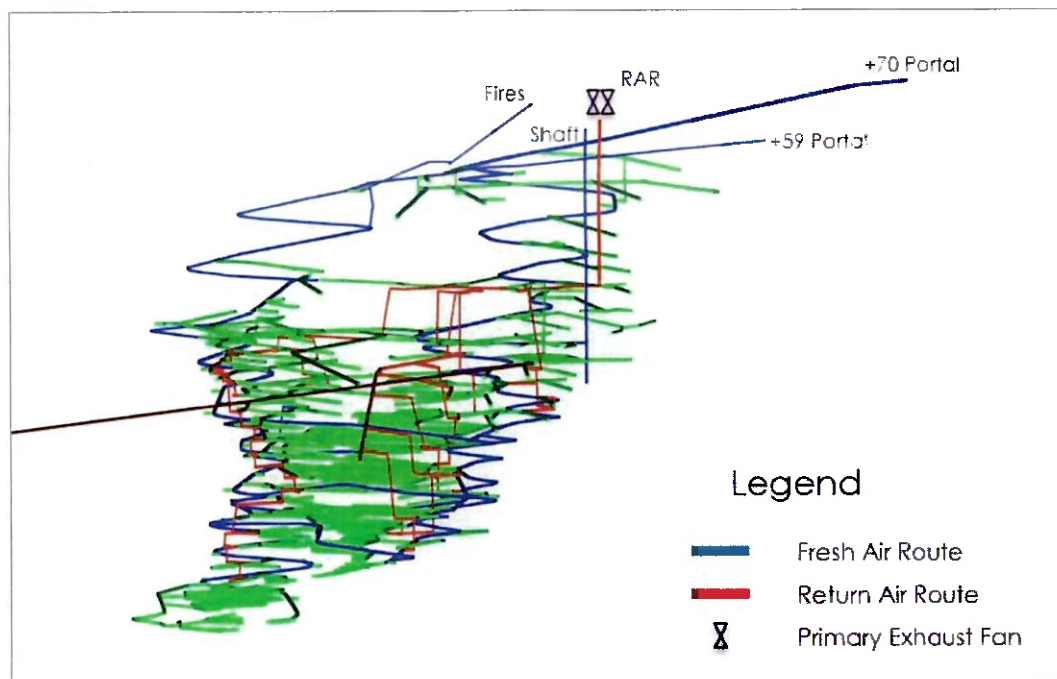 +70 Portal
RAR
Fires
Shaft
+59 Portal
Legend
Fresh Air Route
Return Air Route
Primary Exhaust Fan